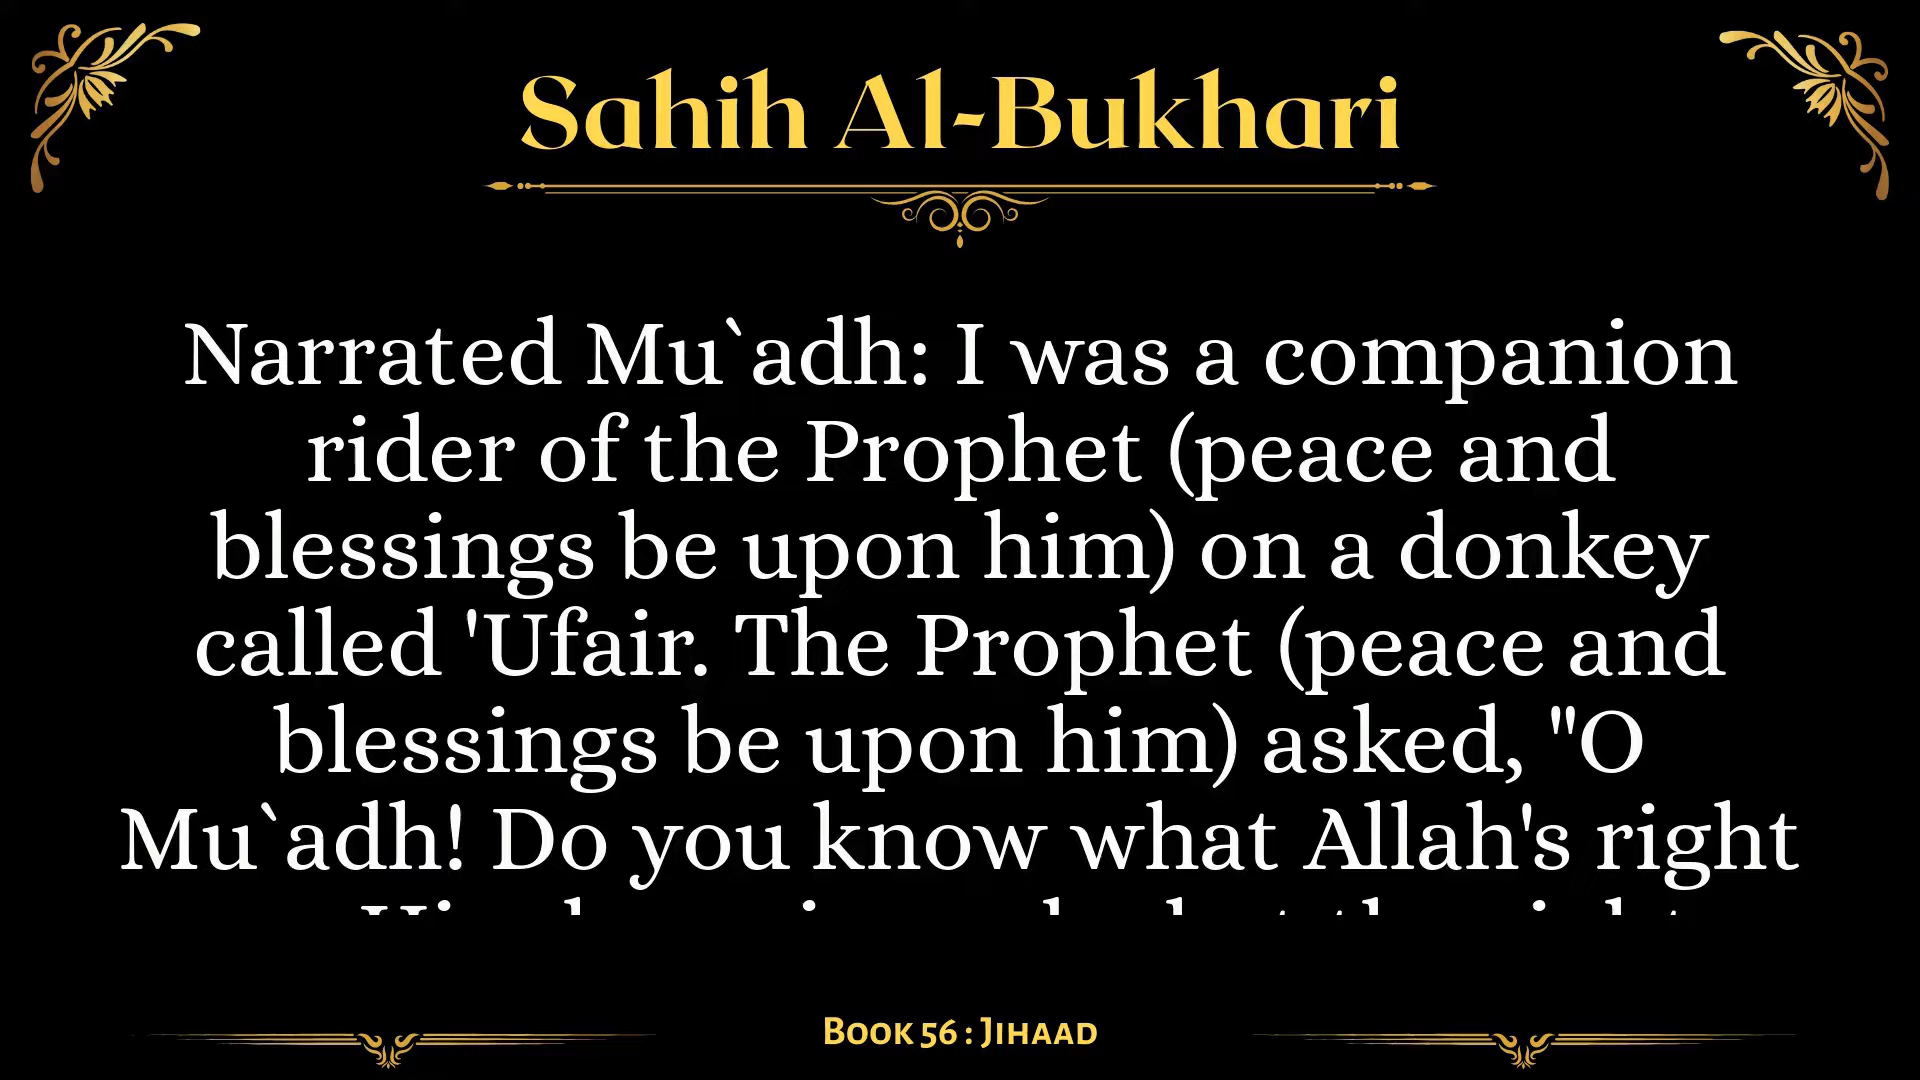 Sahih Al-Bukhari
Narrated Mu`adh: I was a companion
rider of the Prophet (peace and
blessings be upon him) on a donkey
called 'Ufair. The Prophet (peace and
blessings be upon him) asked, "O
Mu`adh! Do you know what Allah's right
Book 56 : Jihaad